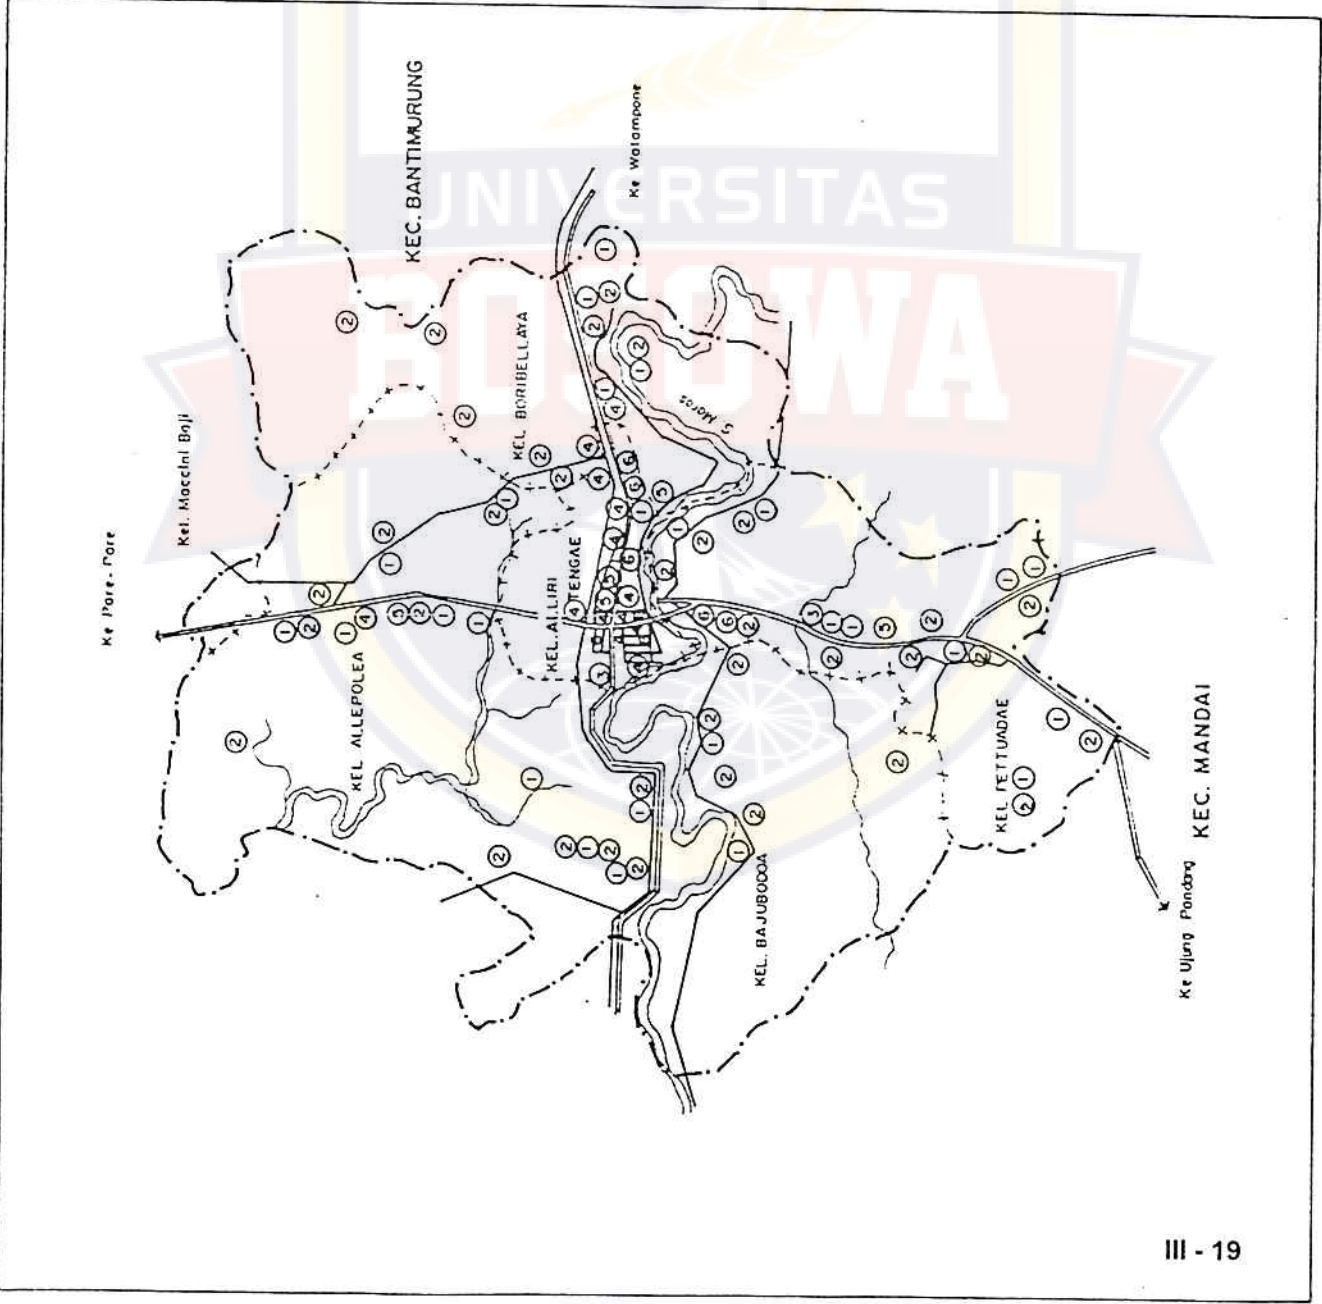 UNIVERSITAS
BOSOWA
KEC. BANTIMURUNG
Ke Watampone
KEL. BORIBELLAYA
Kel. Maccini Baji
Ke Pare-Pare
S. Maros
KEL. ALLIRI
TENGAE
KEL. ALLEPOLEA
KEL. PETTUADAE
KEC. MANDAI
KEL. BAJUBODOA
Ke Ujung Pandang
III - 19